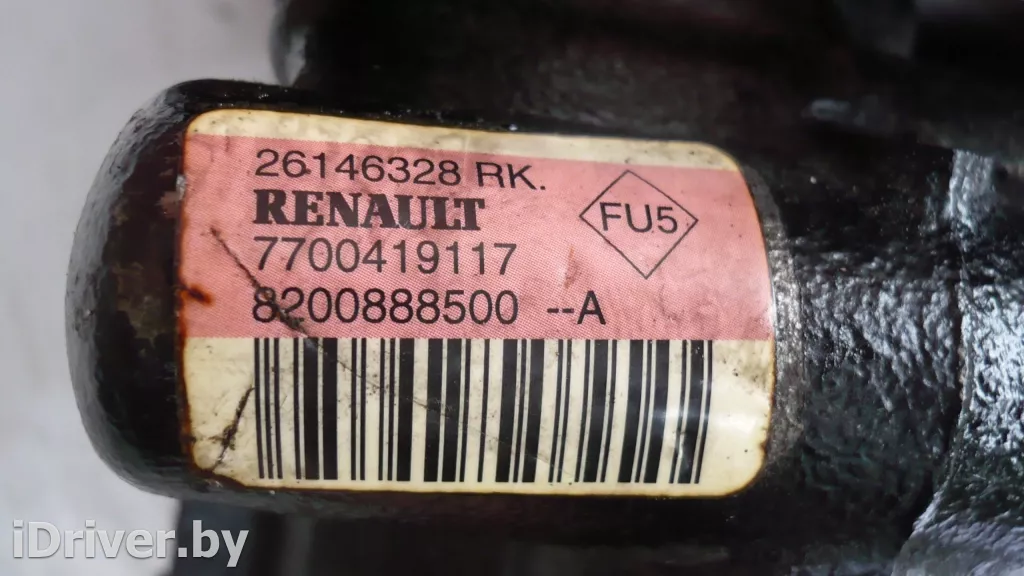 26146328 RK.
RENAULT
FU5
7700419117
8200888500 --A
iDriver.by